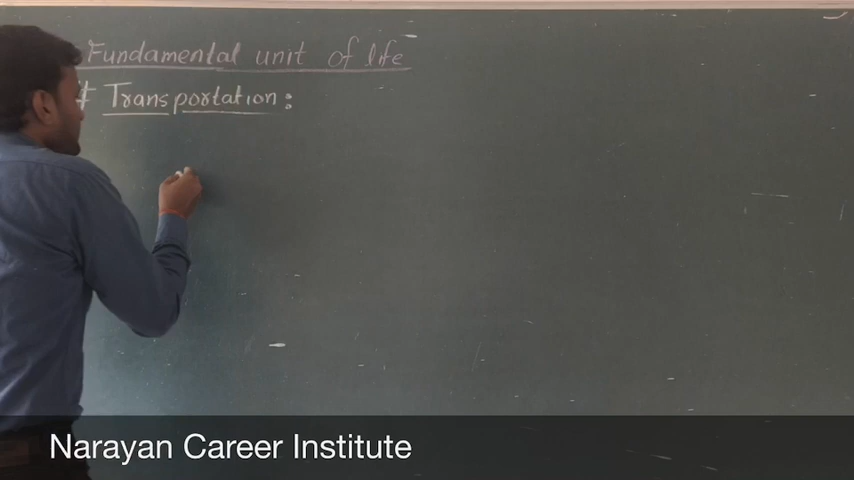 Fundamental unit of life
# Transportation :
Narayan Career Institute